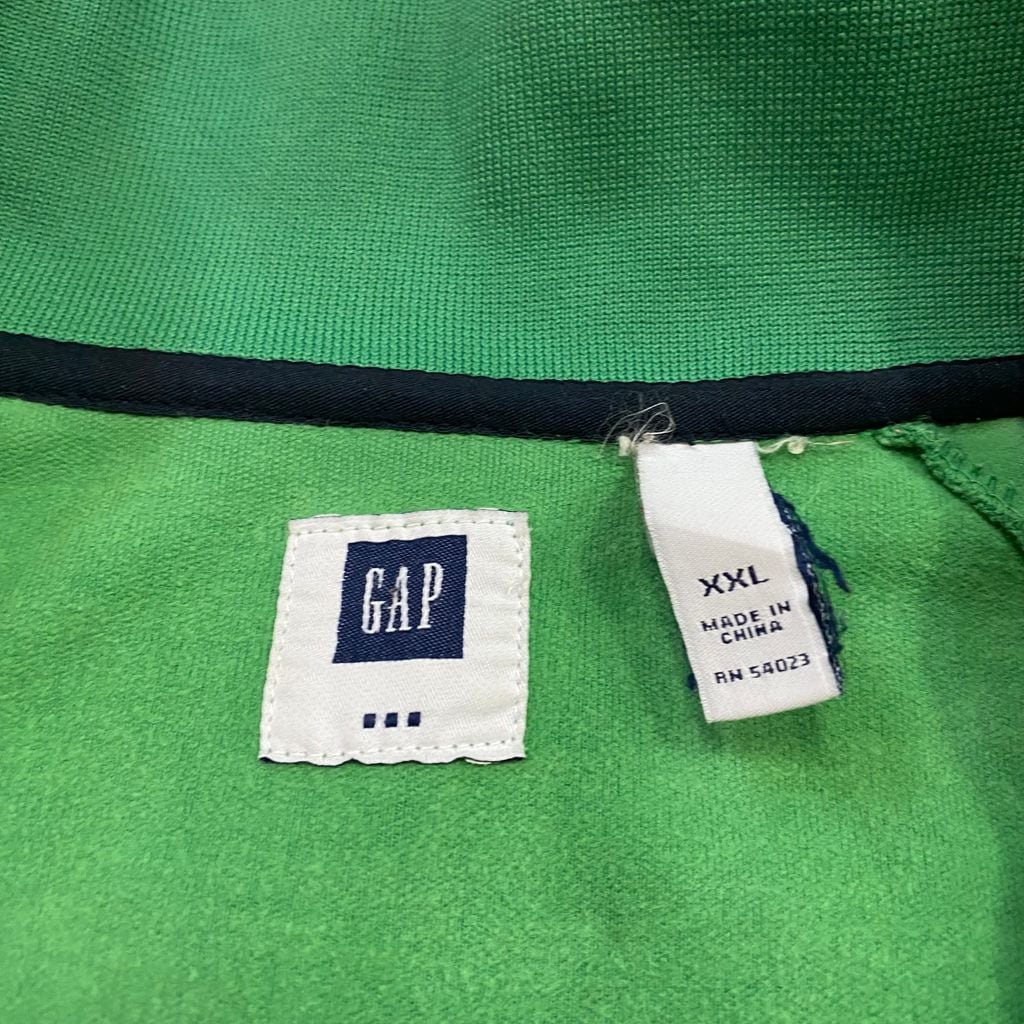 GAP
XXL
MADE IN
CHINA
RN 54023